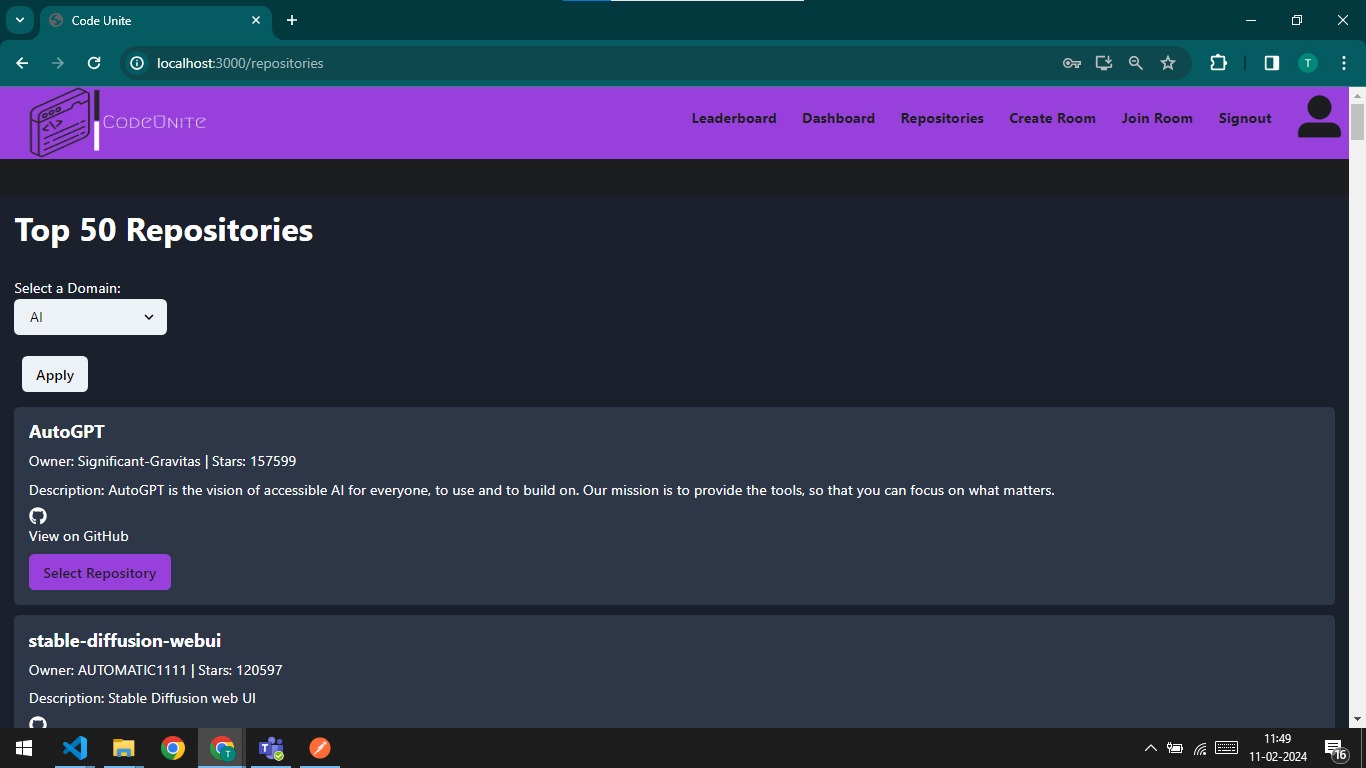 Code Unite
localhost:3000/repositories
T
CODEUNITE
Leaderboard Dashboard Repositories Create Room Join Room Signout
Top 50 Repositories
Select a Domain:
AI
Apply
AutoGPT
Owner: Significant-Gravitas | Stars: 157599
Description: AutoGPT is the vision of accessible AI for everyone, to use and to build on. Our mission is to provide the tools, so that you can focus on what matters.
View on GitHub
Select Repository
stable-diffusion-webui
Owner: AUTOMATIC1111 | Stars: 120597
Description: Stable Diffusion web UI
T
T
11:49
11-02-2024
16